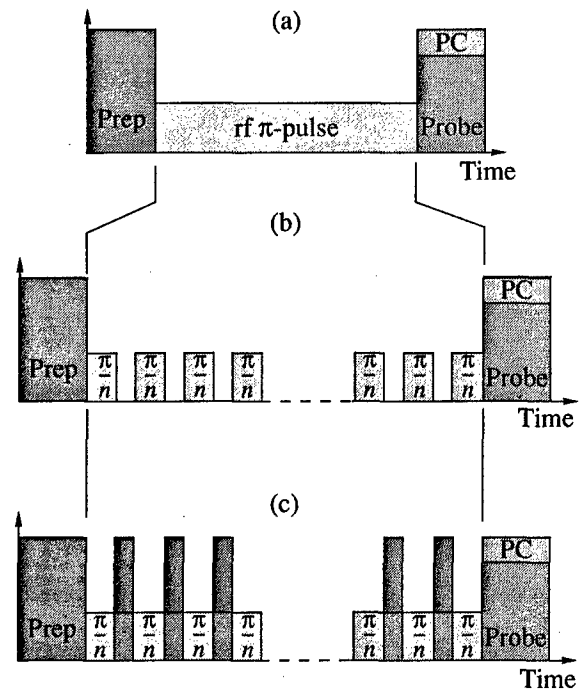 (a)
PC
Prep
rf π-pulse
Probe
Time
(b)
PC
Prep
π/n π/n π/n π/n π/n π/n π/n
Probe
Time
(c)
PC
Prep
π/n π/n π/n π/n π/n π/n π/n
Probe
Time